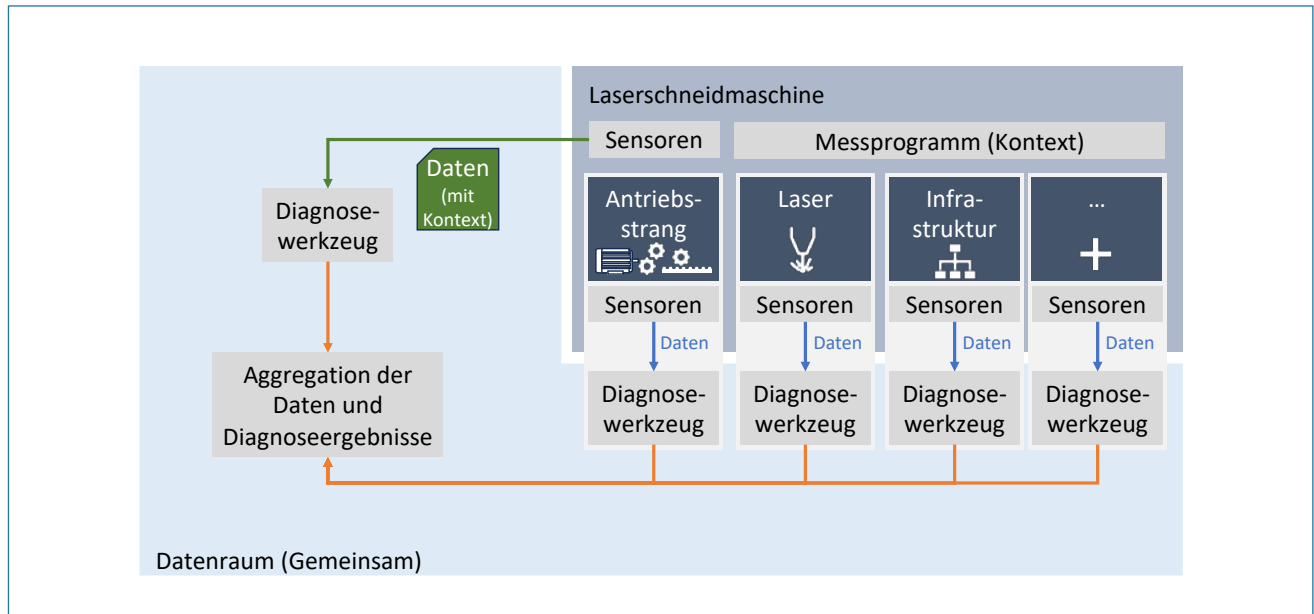 Laserschneidmaschine
Sensoren
Messprogramm (Kontext)
Daten
(mit
Kontext)
Diagnose-
werkzeug
Antriebs-
strang
Laser
Infra-
struktur
...
+
Sensoren
Sensoren
Sensoren
Sensoren
Daten
Daten
Daten
Daten
Aggregation der
Daten und
Diagnoseergebnisse
Diagnose-
werkzeug
Diagnose-
werkzeug
Diagnose-
werkzeug
Diagnose-
werkzeug
Datenraum (Gemeinsam)